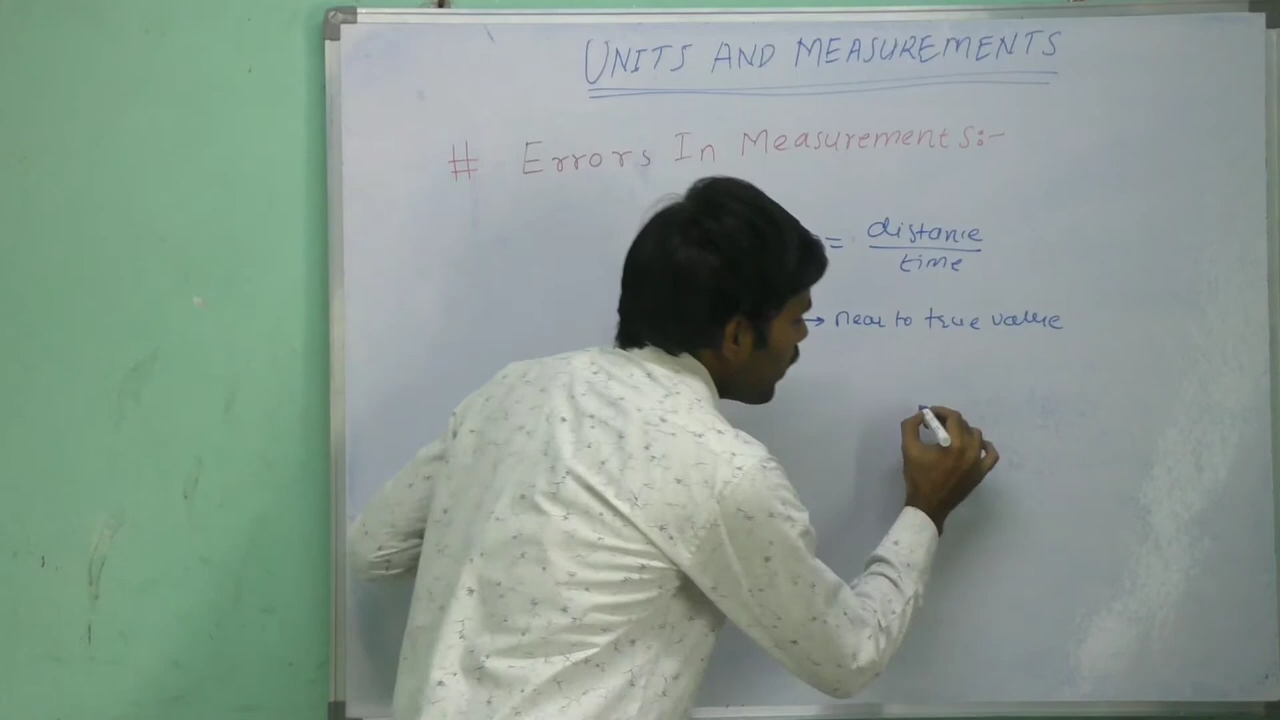 UNITS AND MEASUREMENTS
# Errors In Measurements:-
= distance
time
→ near to true value